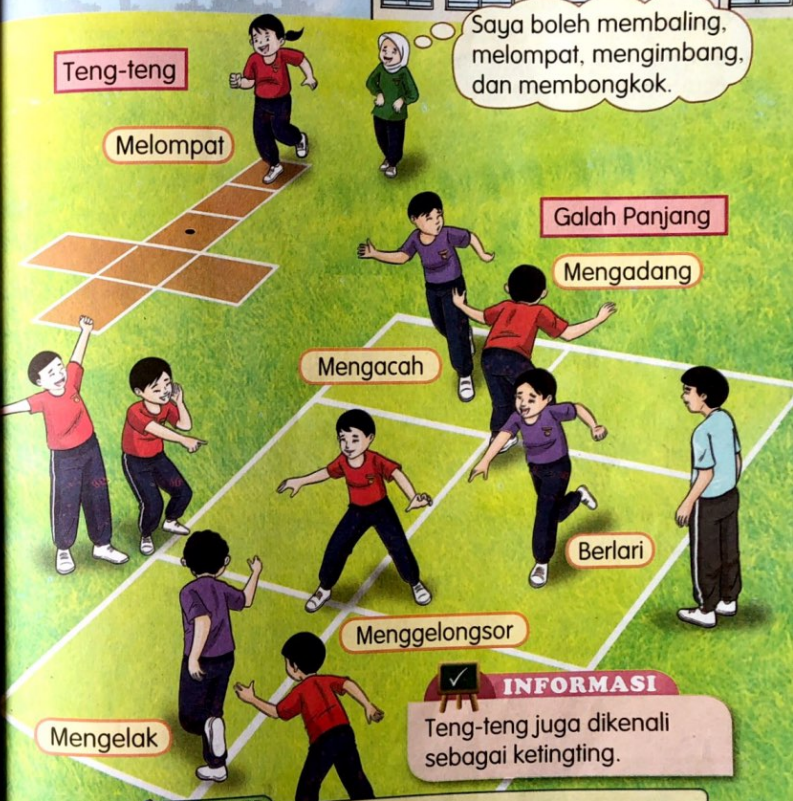 Saya boleh membaling,
melompat, mengimbang,
dan membongkok.
Teng-teng
Melompat
Galah Panjang
Mengadang
Mengacah
Berlari
Menggelongsor
Mengelak
INFORMASI
Teng-teng juga dikenali
sebagai ketingting.